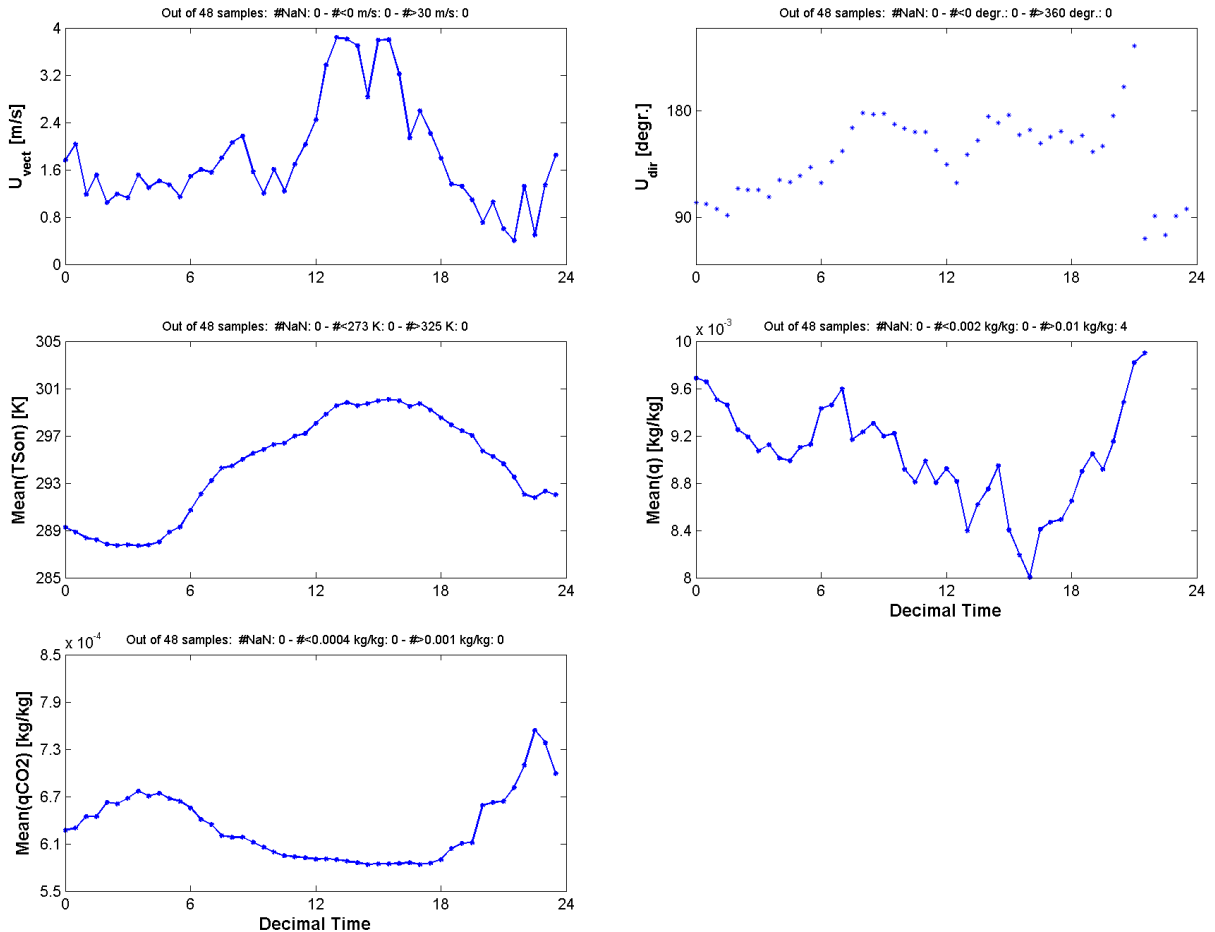 Out of 48 samples: #NaN: 0 - #<0 m/s: 0 - #>30 m/s: 0
4
3.2
2.4
1.6
0.8
0
U_vect [m/s]
0 6 12 18 24
Out of 48 samples: #NaN: 0 - #<0 degr.: 0 - #>360 degr.: 0
180
90
U_dir [degr.]
0 6 12 18 24
Out of 48 samples: #NaN: 0 - #<273 K: 0 - #>325 K: 0
305
301
297
293
289
285
Mean(TSon) [K]
0 6 12 18 24
x 10^-3
Out of 48 samples: #NaN: 0 - #<0.002 kg/kg: 0 - #>0.01 kg/kg: 4
10
9.6
9.2
8.8
8.4
8
Mean(q) [kg/kg]
0 6 12 18 24
Decimal Time
x 10^-4
Out of 48 samples: #NaN: 0 - #<0.0004 kg/kg: 0 - #>0.001 kg/kg: 0
8.5
7.9
7.3
6.7
6.1
5.5
Mean(qCO2) [kg/kg]
0 6 12 18 24
Decimal Time